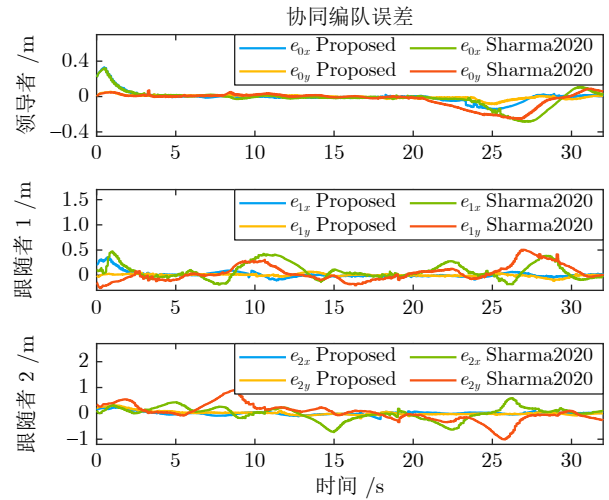 协同编队误差
领导者 /m
0.4
0
-0.4
e0x Proposed e0x Sharma2020
e0y Proposed e0y Sharma2020
0 5 10 15 20 25 30
跟随者 1 /m
1.5
1.0
0.5
0
e1x Proposed e1x Sharma2020
e1y Proposed e1y Sharma2020
0 5 10 15 20 25 30
跟随者 2 /m
2
1
0
-1
e2x Proposed e2x Sharma2020
e2y Proposed e2y Sharma2020
0 5 10 15 20 25 30
时间 /s